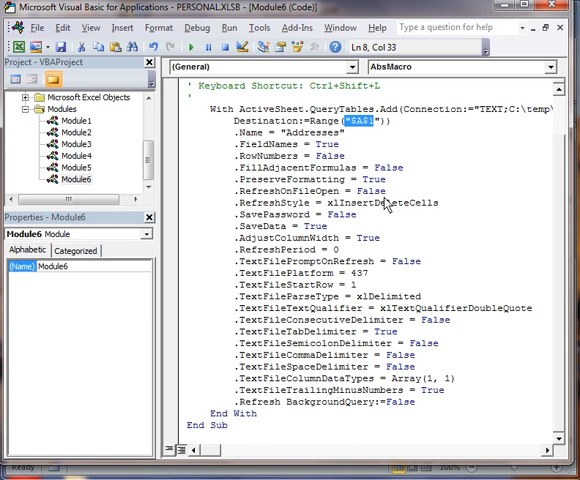 Microsoft Visual Basic for Applications - PERSONAL.XLSB - [Module6 (Code)]
File Edit View Insert Format Debug Run Tools Add-Ins Window Help Type a question for help
Ln 8, Col 33
Project - VBAProject
Microsoft Excel Objects
Modules
Module1
Module2
Module3
Module4
Module5
Module6
Properties - Module6
Module6 Module
Alphabetic Categorized
(Name) Module6
(General) AbsMacro
' Keyboard Shortcut: Ctrl+Shift+L
'
With ActiveSheet.QueryTables.Add(Connection:="TEXT;C:\temp\
Destination:=Range("$A$1"))
.Name = "Addresses"
.FieldNames = True
.RowNumbers = False
.FillAdjacentFormulas = False
.PreserveFormatting = True
.RefreshOnFileOpen = False
.RefreshStyle = xlInsertDeleteCells
.SavePassword = False
.SaveData = True
.AdjustColumnWidth = True
.RefreshPeriod = 0
.TextFilePromptOnRefresh = False
.TextFilePlatform = 437
.TextFileStartRow = 1
.TextFileParseType = xlDelimited
.TextFileTextQualifier = xlTextQualifierDoubleQuote
.TextFileConsecutiveDelimiter = False
.TextFileTabDelimiter = True
.TextFileSemicolonDelimiter = False
.TextFileCommaDelimiter = False
.TextFileSpaceDelimiter = False
.TextFileColumnDataTypes = Array(1, 1)
.TextFileTrailingMinusNumbers = True
.Refresh BackgroundQuery:=False
End With
End Sub
Ready
100%